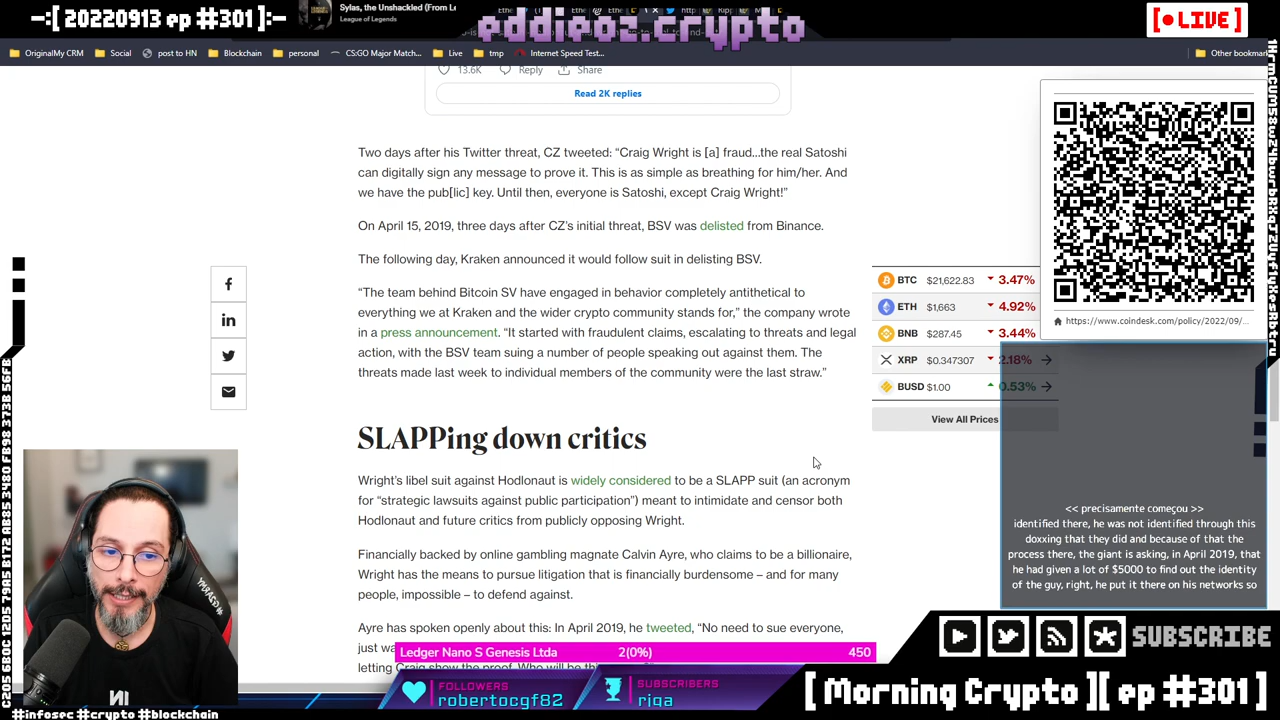 -:[ 20220913 ep #301]:-
Sylas, the Unshackled (From Le
League of Legends
eddieoz.crypto
[●LIVE]
OriginalMy CRM
Social
post to HN
Blockchain
personal
CS:GO Major Match...
Live
tmp
Internet Speed Test...
Other bookmar
13.6K
Reply
Share
Read 2K replies
Two days after his Twitter threat, CZ tweeted: “Craig Wright is [a] fraud…the real Satoshi
can digitally sign any message to prove it. This is as simple as breathing for him/her. And
we have the pub[lic] key. Until then, everyone is Satoshi, except Craig Wright!”
On April 15, 2019, three days after CZ’s initial threat, BSV was delisted from Binance.
The following day, Kraken announced it would follow suit in delisting BSV.
“The team behind Bitcoin SV have engaged in behavior completely antithetical to
everything we at Kraken and the wider crypto community stands for,” the company wrote
in a press announcement. “It started with fraudulent claims, escalating to threats and legal
action, with the BSV team suing a number of people speaking out against them. The
threats made last week to individual members of the community were the last straw.”
SLAPPing down critics
Wright’s libel suit against Hodlonaut is widely considered to be a SLAPP suit (an acronym
for “strategic lawsuits against public participation”) meant to intimidate and censor both
Hodlonaut and future critics from publicly opposing Wright.
Financially backed by online gambling magnate Calvin Ayre, who claims to be a billionaire,
Wright has the means to pursue litigation that is financially burdensome – and for many
people, impossible – to defend against.
Ayre has spoken openly about this: In April 2019, he tweeted, “No need to sue everyone,
just wa
letting Craig show the proof. Who will be th
BTC $21,622.83 3.47%
ETH $1,663 4.92%
BNB $287.45 3.44%
XRP $0.347307 2.18%
BUSD $1.00 0.53%
View All Prices
https://www.coindesk.com/policy/2022/09/...
<< precisamente começou >>
identified there, he was not identified through this
doxxing that they did and because of that the
process there, the giant is asking, in April 2019, that
he had given a lot of $5000 to find out the identity
of the guy, right, he put it there on his networks so
Ledger Nano S Genesis Ltda 2(0%) 450
FOLLOWERS
robertocgf82
SUBSCRIBERS
riga
SUBSCRIBE
[Morning Crypto][ep #301]
#infosec #crypto #blockchain